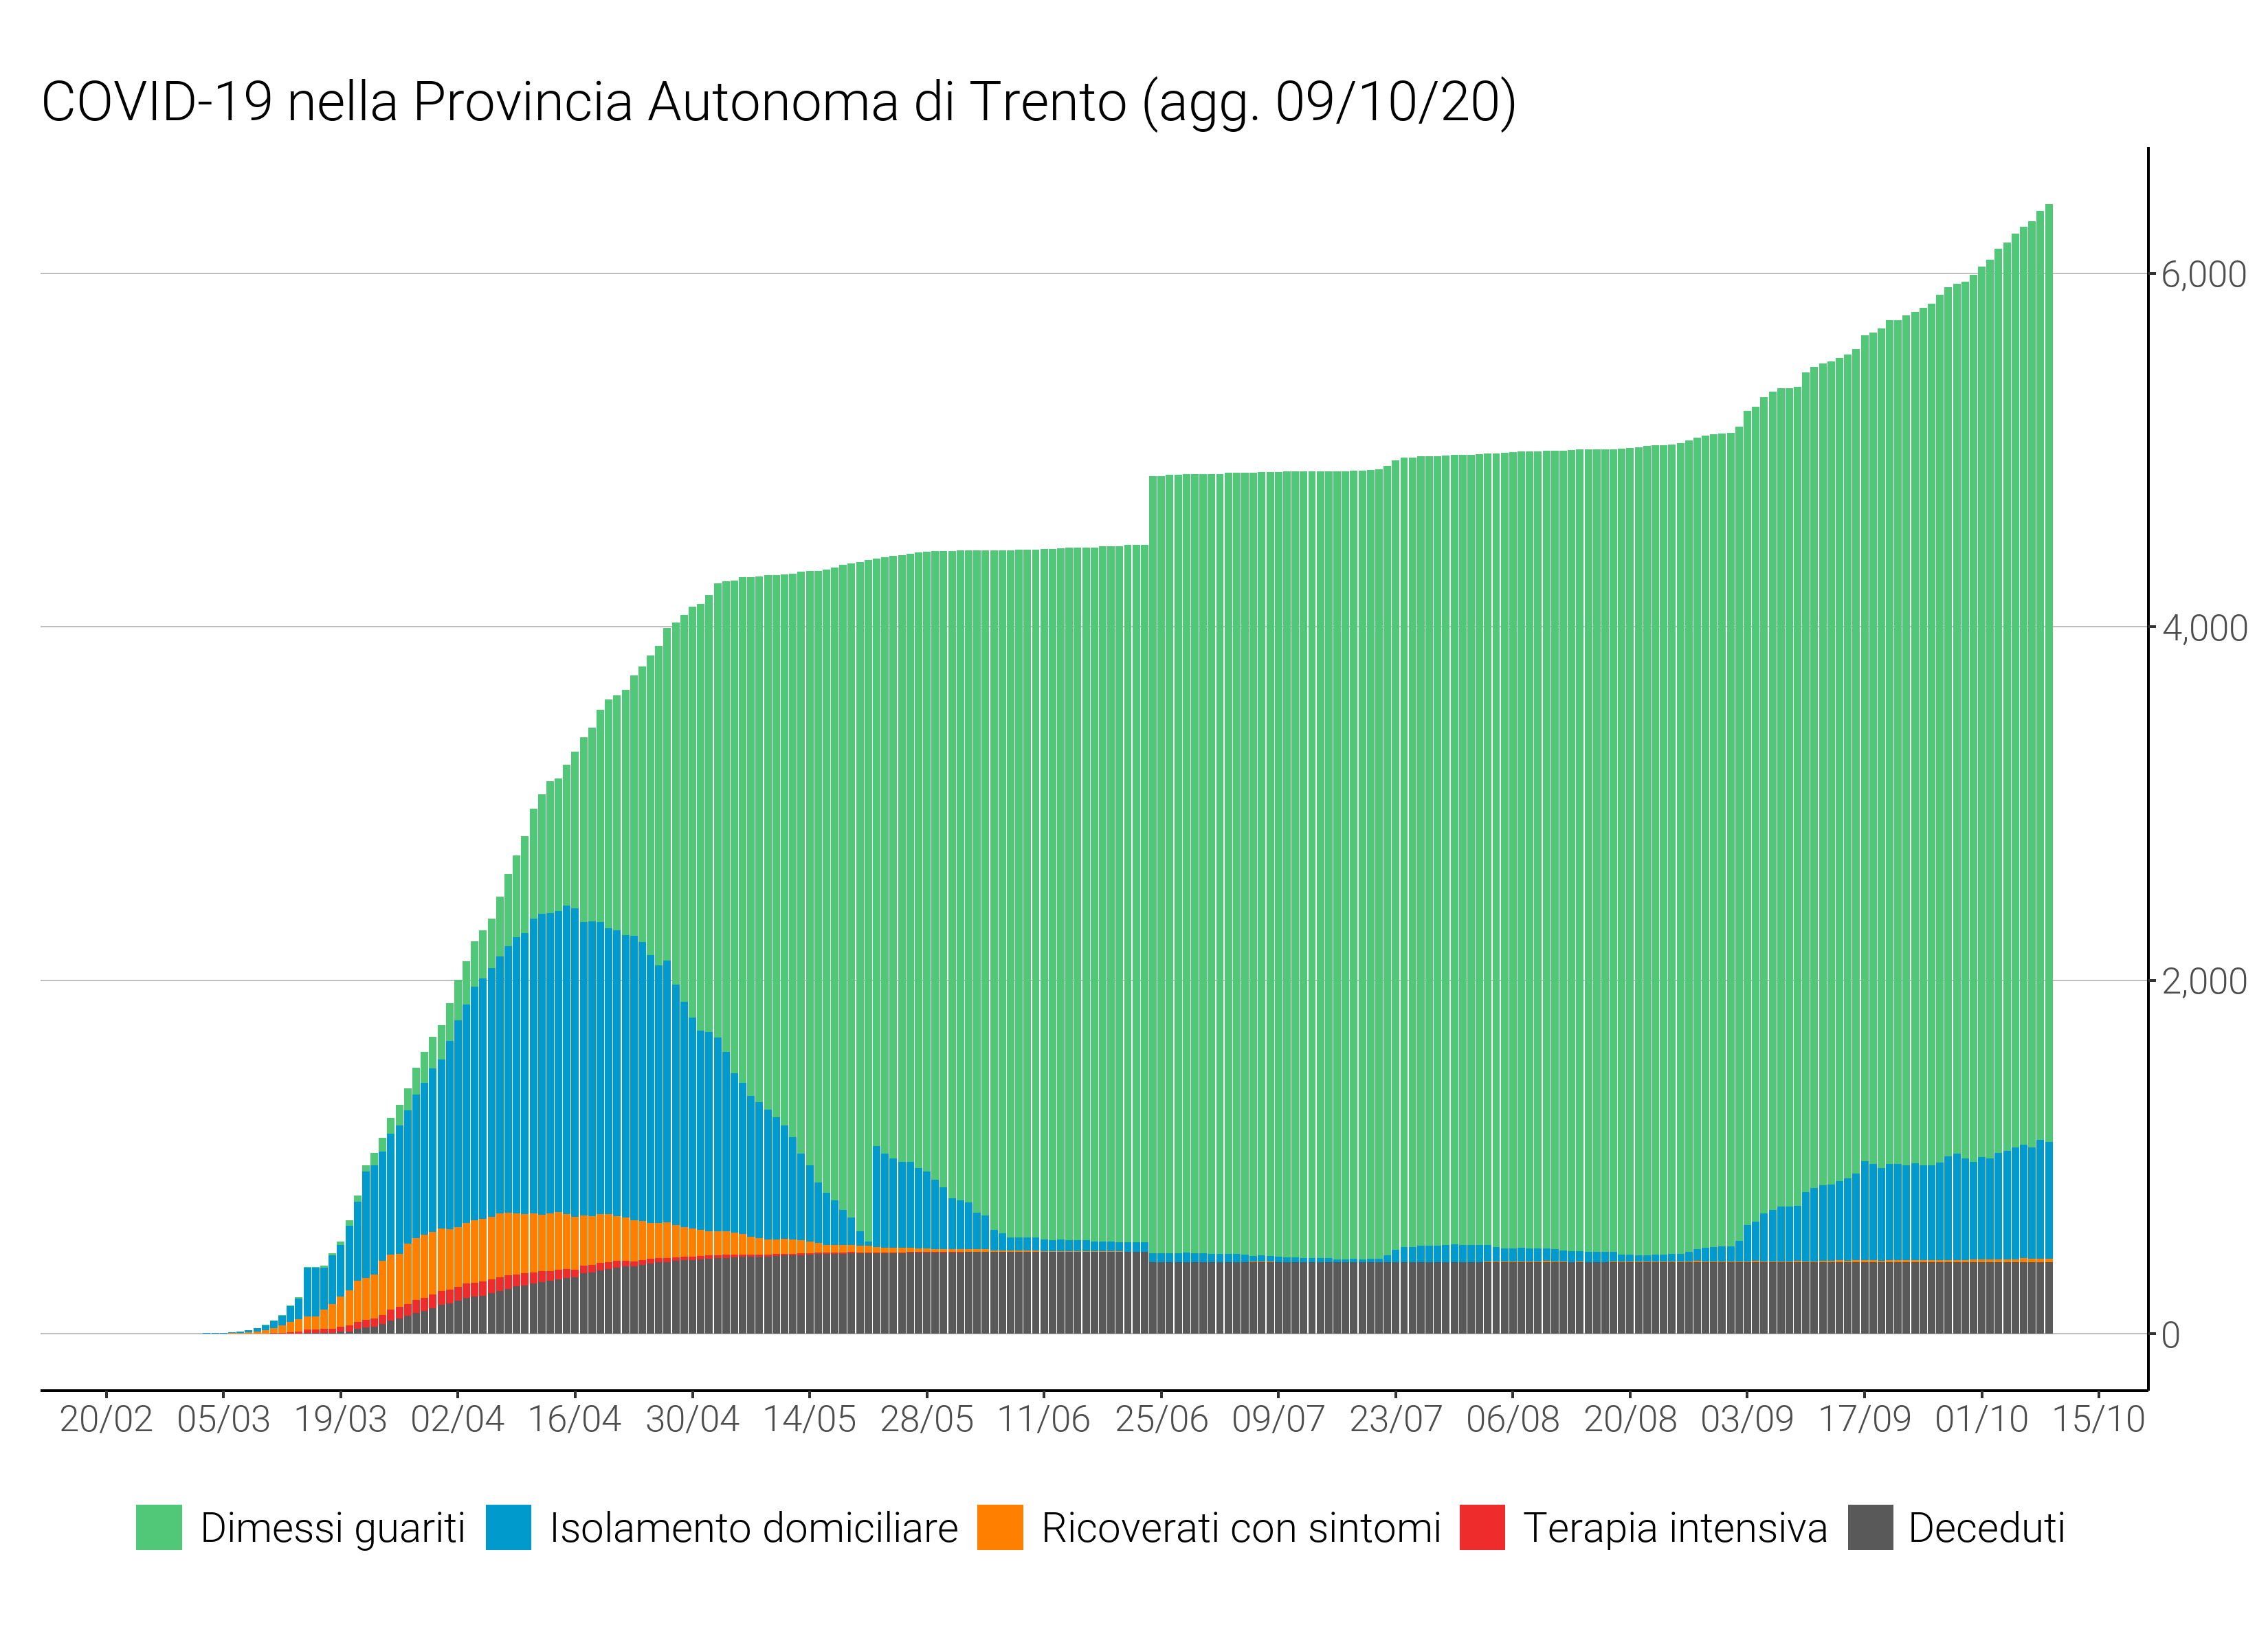 COVID-19 nella Provincia Autonoma di Trento (agg. 09/10/20)
6,000
4,000
2,000
0
20/02 05/03 19/03 02/04 16/04 30/04 14/05 28/05 11/06 25/06 09/07 23/07 06/08 20/08 03/09 17/09 01/10 15/10
Dimessi guariti Isolamento domiciliare Ricoverati con sintomi Terapia intensiva Deceduti